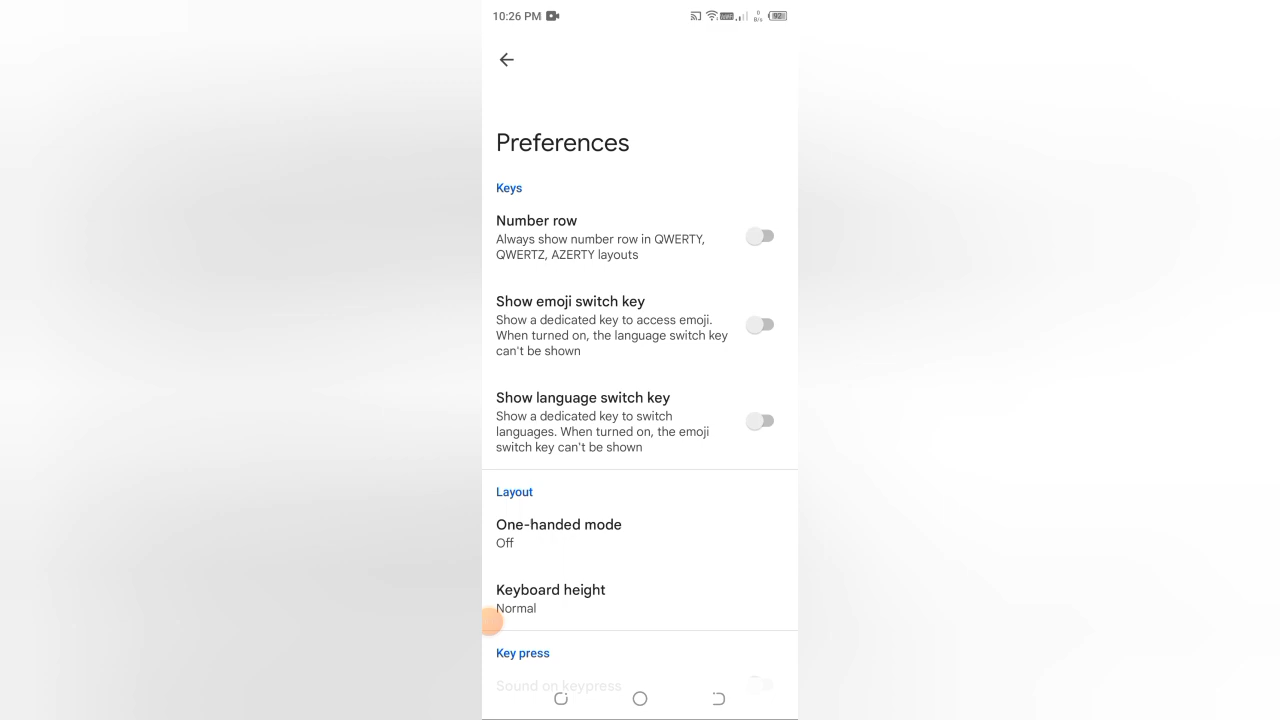 10:26 PM
92
Preferences
Keys
Number row
Always show number row in QWERTY,
QWERTZ, AZERTY layouts
Show emoji switch key
Show a dedicated key to access emoji.
When turned on, the language switch key
can't be shown
Show language switch key
Show a dedicated key to switch
languages. When turned on, the emoji
switch key can't be shown
Layout
One-handed mode
Off
Keyboard height
Normal
Key press
Sound on keypress